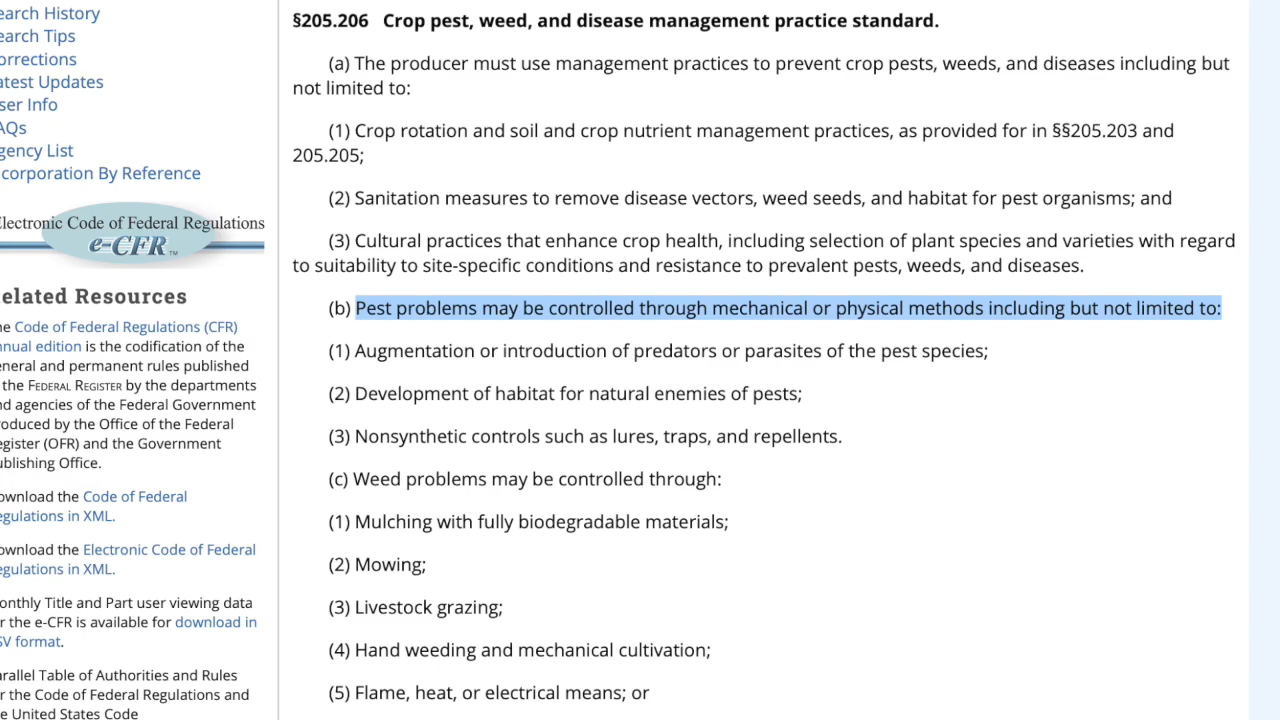 earch History
earch Tips
orrections
atest Updates
ser Info
AQs
gency List
corporation By Reference
lectronic Code of Federal Regulations
e-CFR TM
elated Resources
he Code of Federal Regulations (CFR)
nnual edition is the codification of the
eneral and permanent rules published
the FEDERAL REGISTER by the departments
nd agencies of the Federal Government
roduced by the Office of the Federal
egister (OFR) and the Government
ublishing Office.
ownload the Code of Federal
egulations in XML.
ownload the Electronic Code of Federal
egulations in XML.
onthly Title and Part user viewing data
r the e-CFR is available for download in
SV format.
arallel Table of Authorities and Rules
r the Code of Federal Regulations and
e United States Code
§205.206 Crop pest, weed, and disease management practice standard.
(a) The producer must use management practices to prevent crop pests, weeds, and diseases including but
not limited to:
(1) Crop rotation and soil and crop nutrient management practices, as provided for in §§205.203 and
205.205;
(2) Sanitation measures to remove disease vectors, weed seeds, and habitat for pest organisms; and
(3) Cultural practices that enhance crop health, including selection of plant species and varieties with regard
to suitability to site-specific conditions and resistance to prevalent pests, weeds, and diseases.
(b) Pest problems may be controlled through mechanical or physical methods including but not limited to:
(1) Augmentation or introduction of predators or parasites of the pest species;
(2) Development of habitat for natural enemies of pests;
(3) Nonsynthetic controls such as lures, traps, and repellents.
(c) Weed problems may be controlled through:
(1) Mulching with fully biodegradable materials;
(2) Mowing;
(3) Livestock grazing;
(4) Hand weeding and mechanical cultivation;
(5) Flame, heat, or electrical means; or